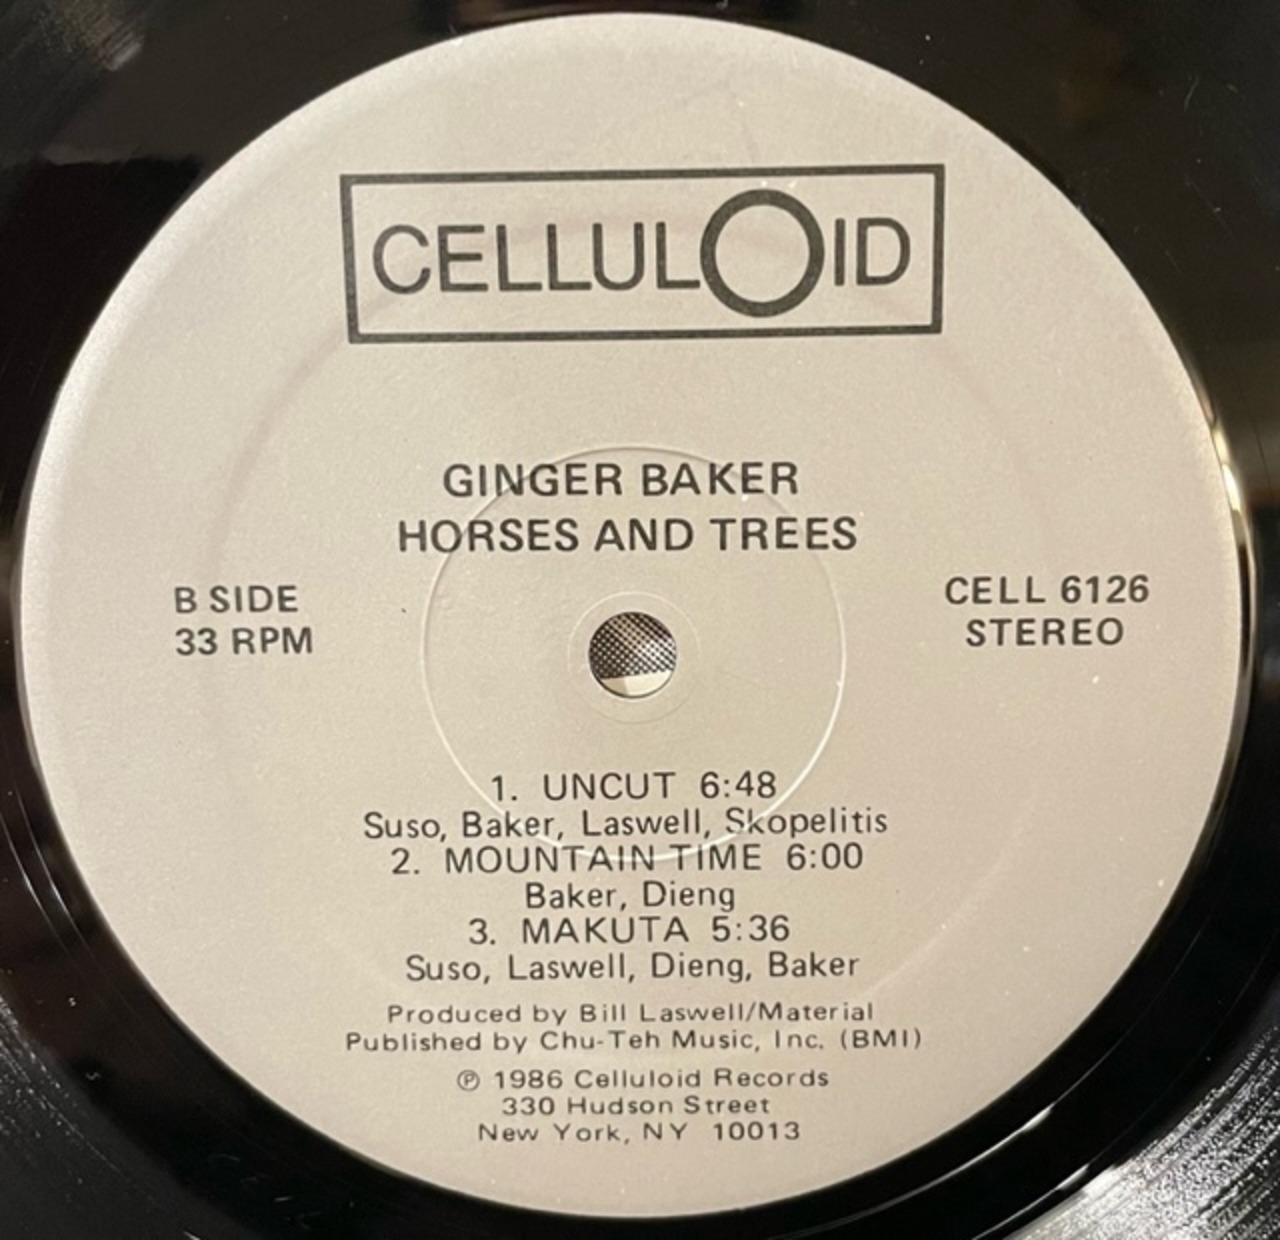 CELLULOID
GINGER BAKER
HORSES AND TREES
B SIDE
33 RPM
CELL 6126
STEREO
1. UNCUT 6:48
Suso, Baker, Laswell, Skopelitis
2. MOUNTAIN TIME 6:00
Baker, Dieng
3. MAKUTA 5:36
Suso, Laswell, Dieng, Baker
Produced by Bill Laswell/Material
Published by Chu-Teh Music, Inc. (BMI)
℗ 1986 Celluloid Records
330 Hudson Street
New York, NY 10013